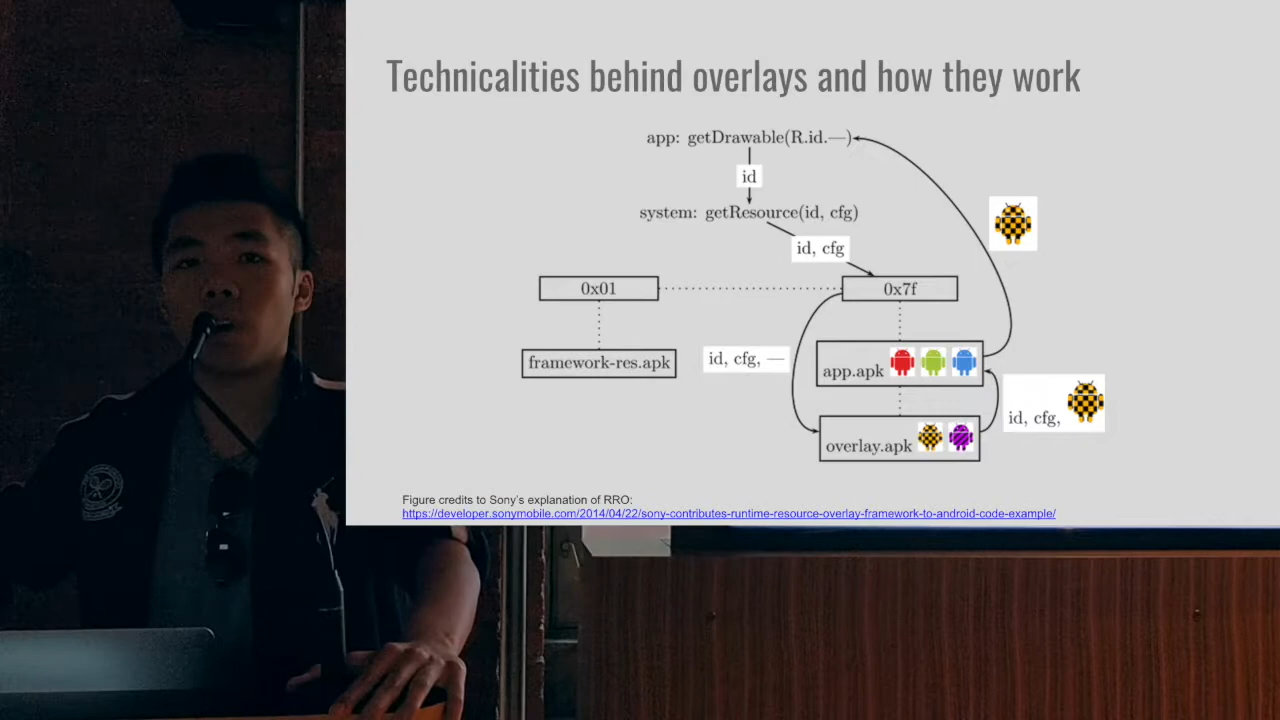 Technicalities behind overlays and how they work
app: getDrawable(R.id.—)
id
system: getResource(id, cfg)
id, cfg
0x01
0x7f
id, cfg, —
framework-res.apk
app.apk
id, cfg,
overlay.apk
Figure credits to Sony's explanation of RRO:
https://developer.sonymobile.com/2014/04/22/sony-contributes-runtime-resource-overlay-framework-to-android-code-example/